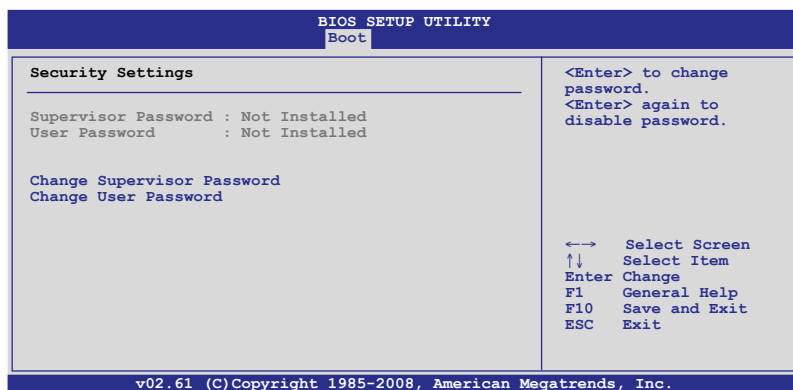 BIOS SETUP UTILITY
Boot
Security Settings
Supervisor Password : Not Installed
User Password : Not Installed
Change Supervisor Password
Change User Password
<Enter> to change
password.
<Enter> again to
disable password.
←→ Select Screen
↑↓ Select Item
Enter Change
F1 General Help
F10 Save and Exit
ESC Exit
v02.61 (C)Copyright 1985-2008, American Megatrends, Inc.